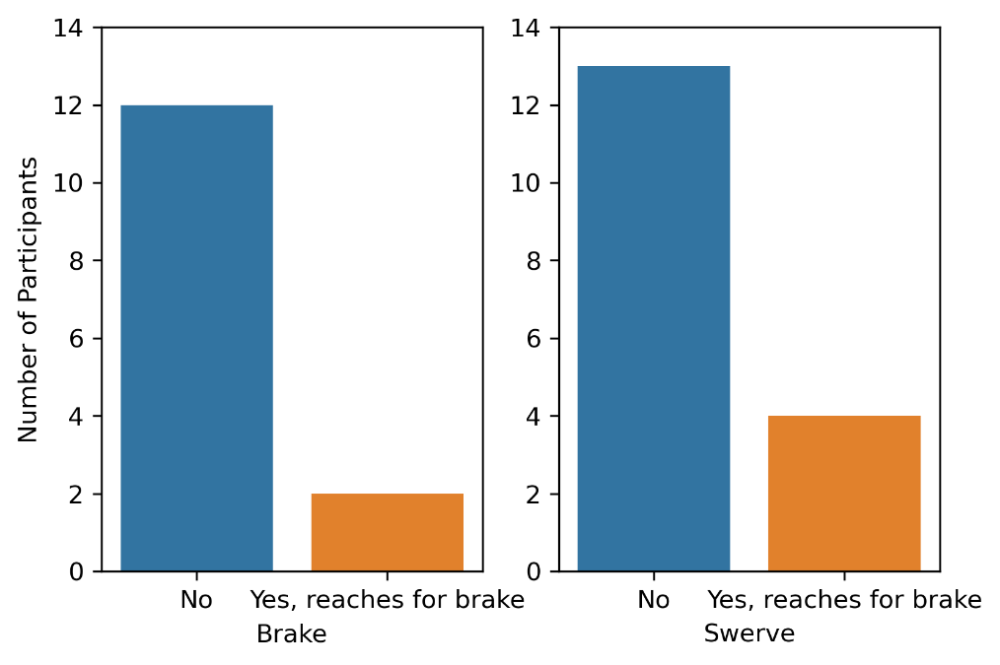 Number of Participants
14
12
10
8
6
4
2
0
No
Yes, reaches for brake
Brake
14
12
10
8
6
4
2
0
No
Yes, reaches for brake
Swerve